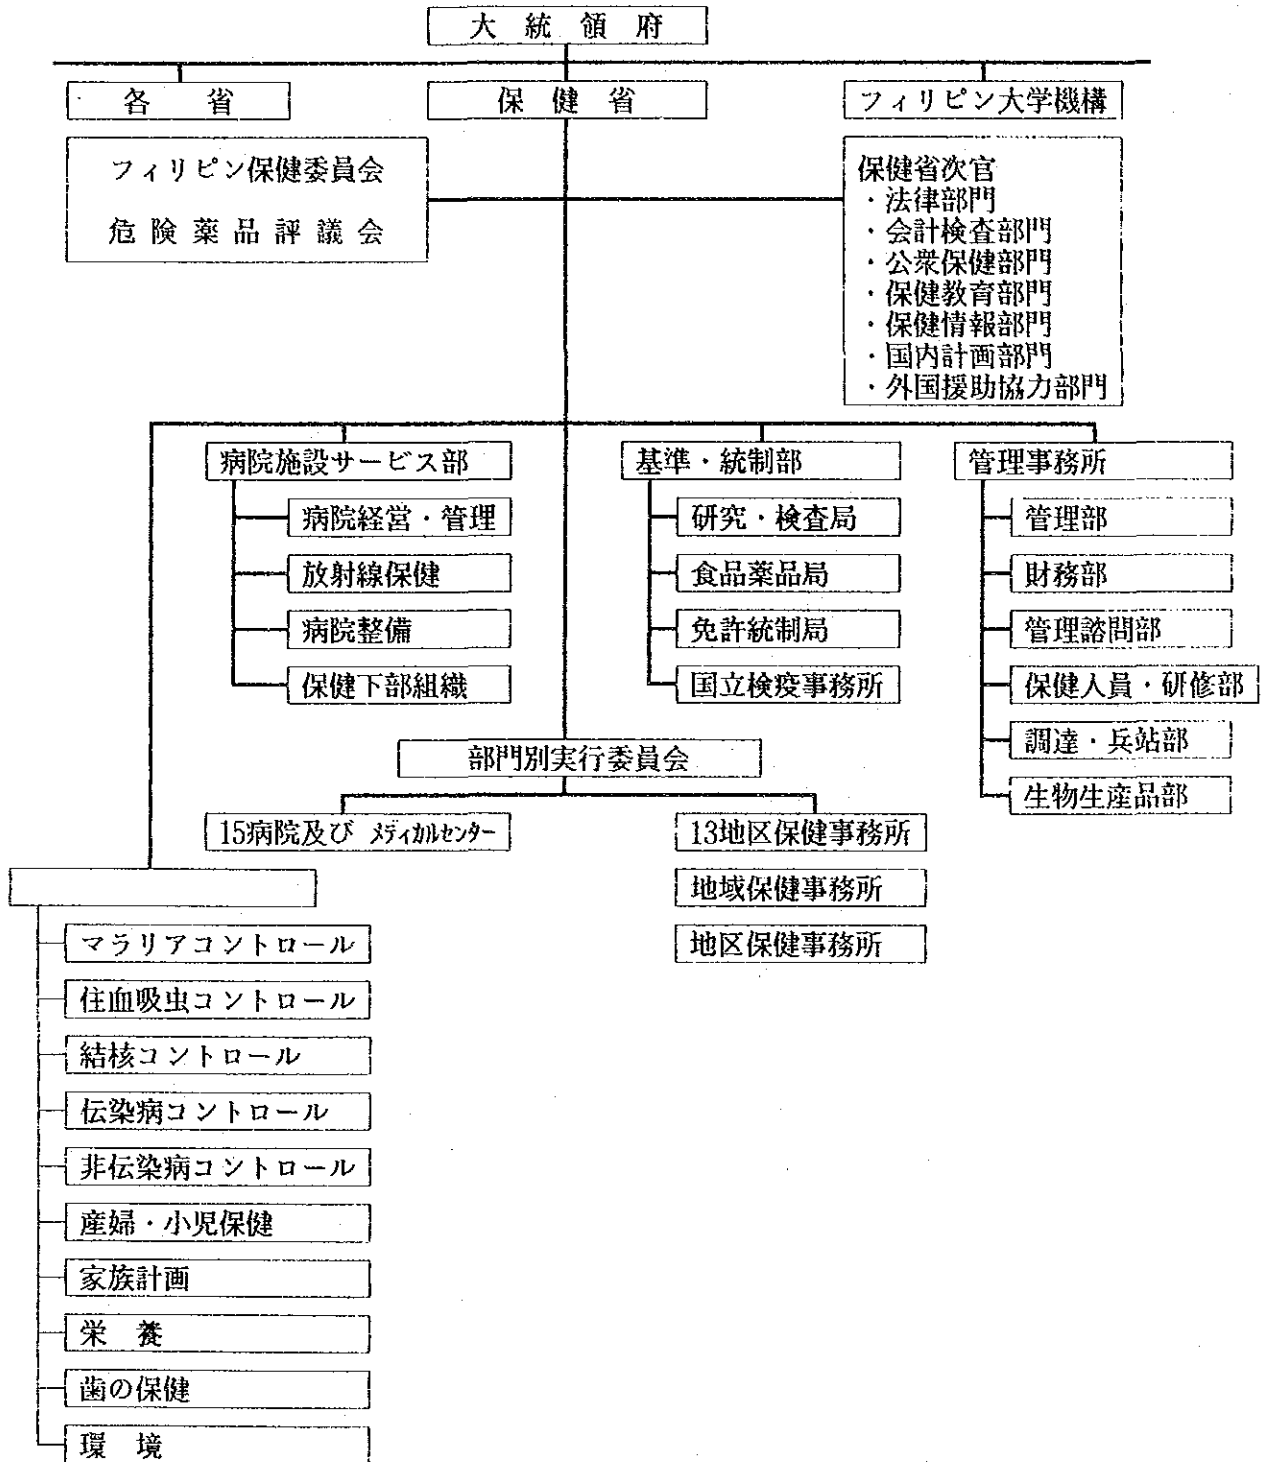 大統領府
各省
保健省
フィリピン大学機構
フィリピン保健委員会
危険薬品評議会
保健省次官
・法律部門
・会計検査部門
・公衆保健部門
・保健教育部門
・保健情報部門
・国内計画部門
・外国援助協力部門
病院施設サービス部
病院経営・管理
放射線保健
病院整備
保健下部組織
基準・統制部
研究・検査局
食品薬品局
免許統制局
国立検疫事務所
管理事務所
管理部
財務部
管理諮問部
保健人員・研修部
調達・兵站部
生物生産品部
部門別実行委員会
15病院及び メディカルセンター
13地区保健事務所
地域保健事務所
地区保健事務所
マラリアコントロール
住血吸虫コントロール
結核コントロール
伝染病コントロール
非伝染病コントロール
産婦・小児保健
家族計画
栄養
歯の保健
環境